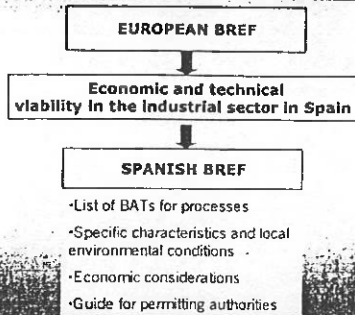 EUROPEAN BREF
Economic and technical
viability in the industrial sector in Spain
SPANISH BREF
•List of BATs for processes
•Specific characteristics and local
environmental conditions
•Economic considerations
•Guide for permitting authorities